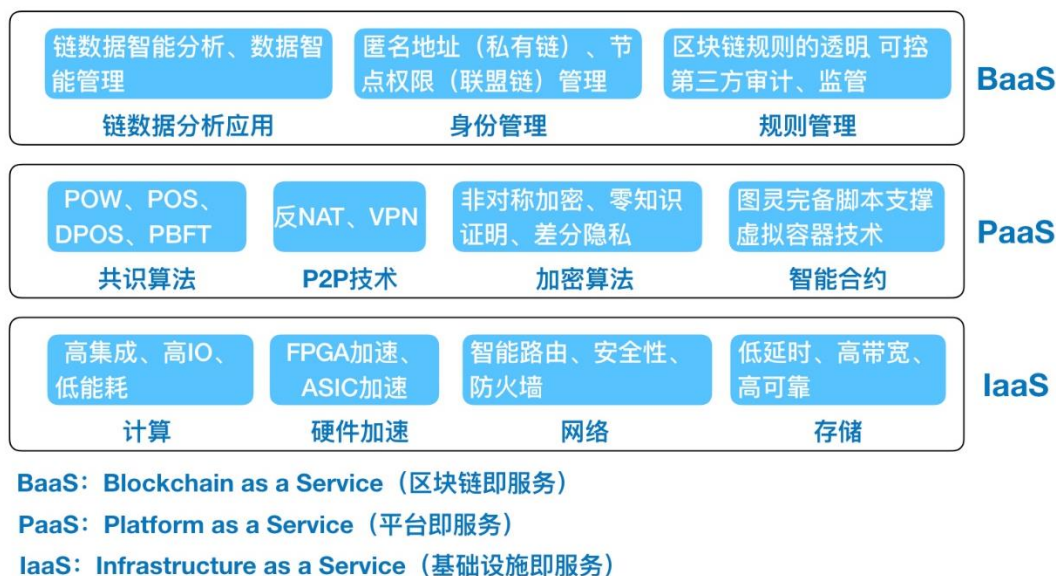 链数据智能分析、数据智
能管理
链数据分析应用
匿名地址（私有链）、节
点权限（联盟链）管理
身份管理
区块链规则的透明 可控
第三方审计、监管
规则管理
BaaS
POW、POS、
DPOS、PBFT
共识算法
反NAT、VPN
P2P技术
非对称加密、零知识
证明、差分隐私
加密算法
图灵完备脚本支撑
虚拟容器技术
智能合约
PaaS
高集成、高IO、
低能耗
计算
FPGA加速、
ASIC加速
硬件加速
智能路由、安全性、
防火墙
网络
低延时、高带宽、
高可靠
存储
IaaS
BaaS：Blockchain as a Service（区块链即服务）
PaaS：Platform as a Service（平台即服务）
IaaS：Infrastructure as a Service（基础设施即服务）